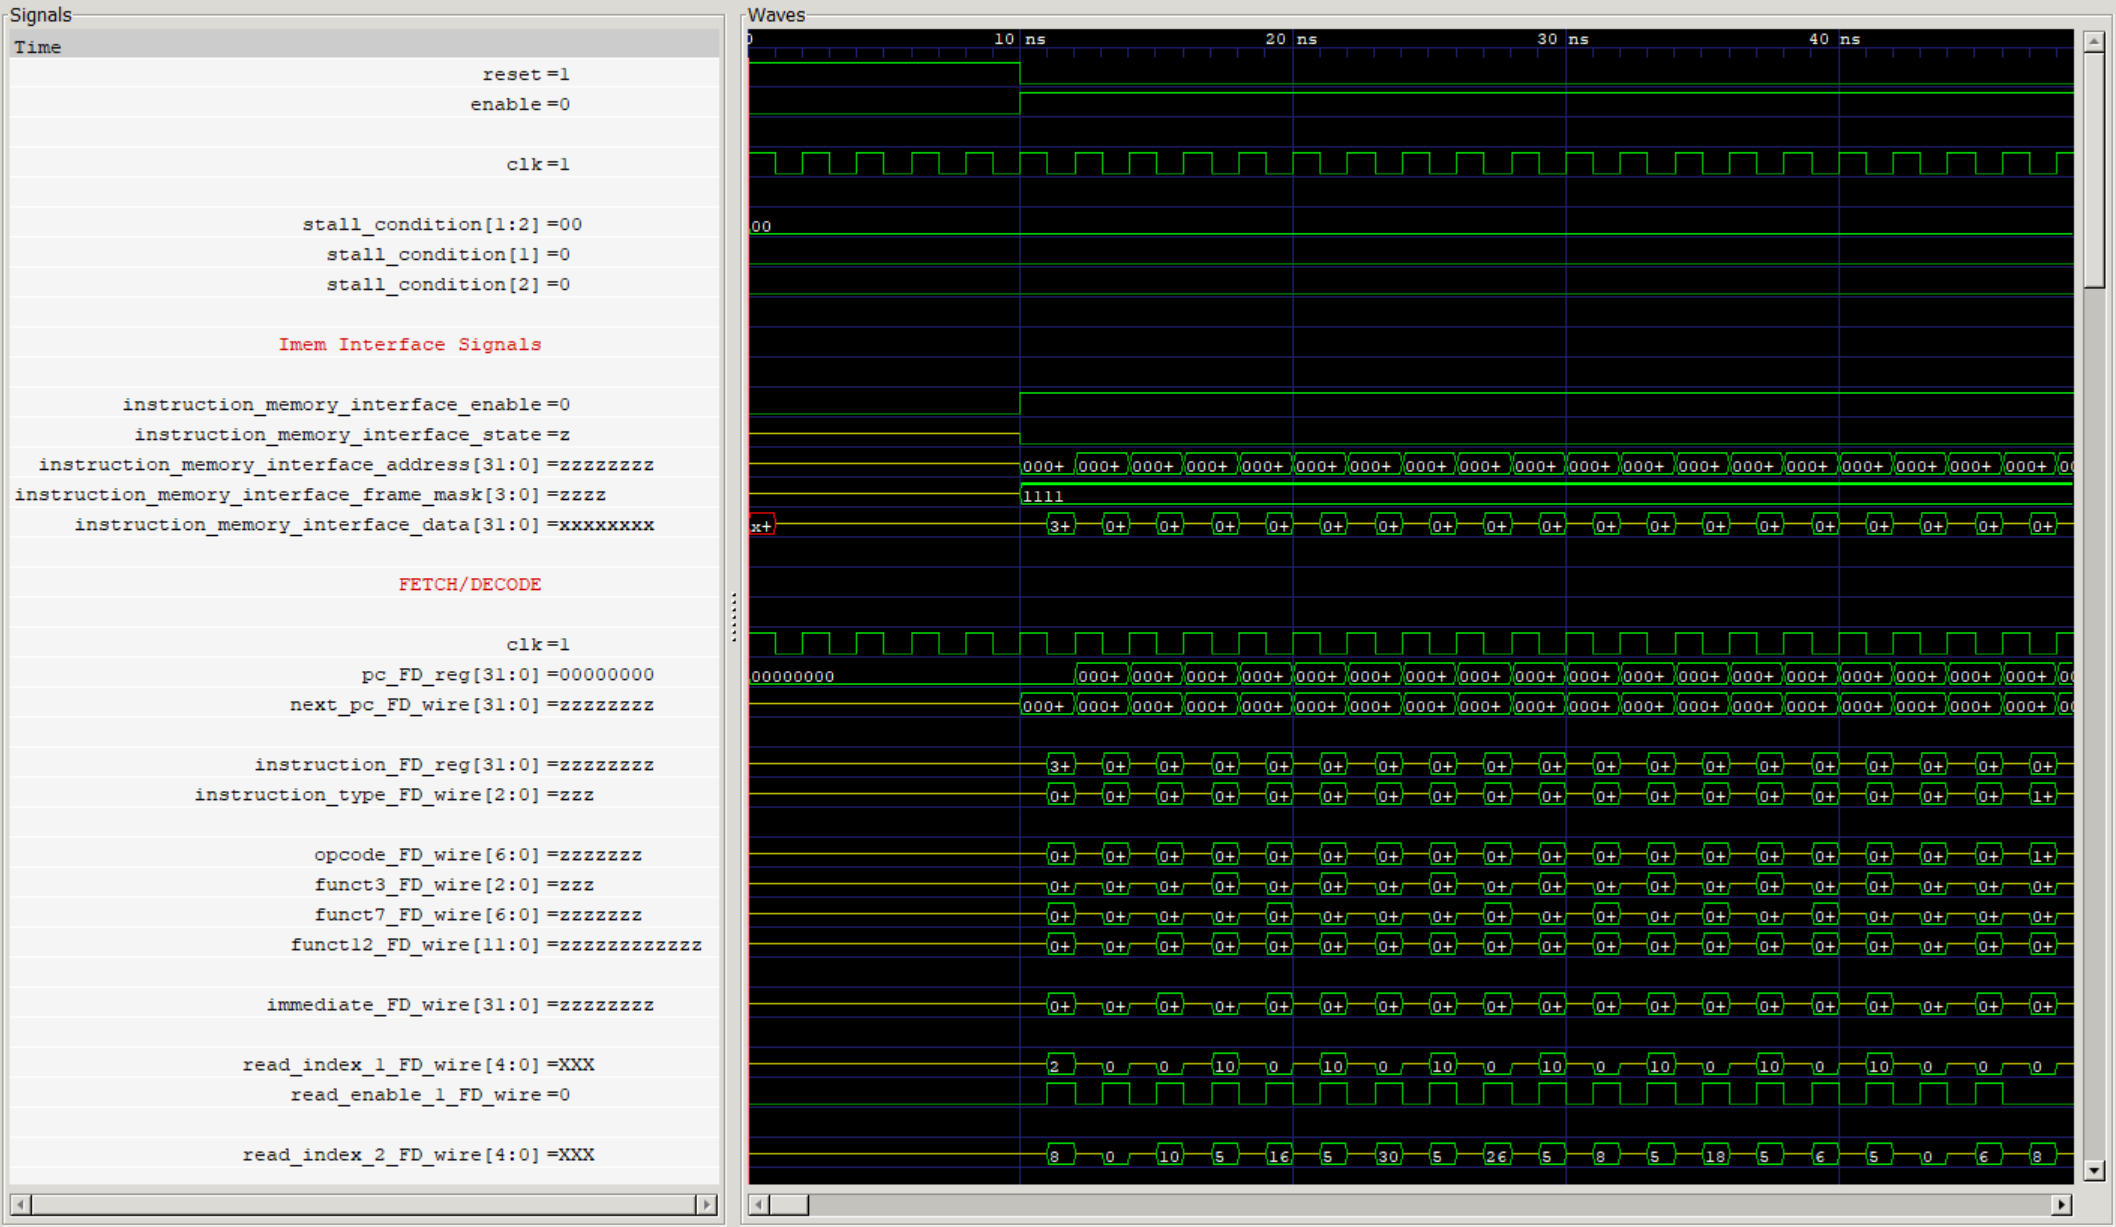 Signals
Waves
Time
0 10 ns 20 ns 30 ns 40 ns
reset =1
enable =0
clk =1
stall_condition[1:2] =00 00
stall_condition[1] =0
stall_condition[2] =0
Imem Interface Signals
instruction_memory_interface_enable =0
instruction_memory_interface_state =z
instruction_memory_interface_address[31:0] =zzzzzzzz 000+ 000+ 000+ 000+ 000+ 000+ 000+ 000+ 000+ 000+ 000+ 000+ 000+ 000+ 000+ 000+ 000+ 000+ 000+ 00
instruction_memory_interface_frame_mask[3:0] =zzzz 1111
instruction_memory_interface_data[31:0] =xxxxxxxx x+ 3+ 0+ 0+ 0+ 0+ 0+ 0+ 0+ 0+ 0+ 0+ 0+ 0+ 0+ 0+ 0+ 0+ 0+ 0+
FETCH/DECODE
clk =1
pc_FD_reg[31:0] =00000000 00000000 000+ 000+ 000+ 000+ 000+ 000+ 000+ 000+ 000+ 000+ 000+ 000+ 000+ 000+ 000+ 000+ 000+ 000+ 00
next_pc_FD_wire[31:0] =zzzzzzzz 000+ 000+ 000+ 000+ 000+ 000+ 000+ 000+ 000+ 000+ 000+ 000+ 000+ 000+ 000+ 000+ 000+ 000+ 000+ 00
instruction_FD_reg[31:0] =zzzzzzzz 3+ 0+ 0+ 0+ 0+ 0+ 0+ 0+ 0+ 0+ 0+ 0+ 0+ 0+ 0+ 0+ 0+ 0+ 0+
instruction_type_FD_wire[2:0] =zzz 0+ 0+ 0+ 0+ 0+ 0+ 0+ 0+ 0+ 0+ 0+ 0+ 0+ 0+ 0+ 0+ 0+ 0+ 1+
opcode_FD_wire[6:0] =zzzzzzz 0+ 0+ 0+ 0+ 0+ 0+ 0+ 0+ 0+ 0+ 0+ 0+ 0+ 0+ 0+ 0+ 0+ 0+ 1+
funct3_FD_wire[2:0] =zzz 0+ 0+ 0+ 0+ 0+ 0+ 0+ 0+ 0+ 0+ 0+ 0+ 0+ 0+ 0+ 0+ 0+ 0+ 0+
funct7_FD_wire[6:0] =zzzzzzz 0+ 0+ 0+ 0+ 0+ 0+ 0+ 0+ 0+ 0+ 0+ 0+ 0+ 0+ 0+ 0+ 0+ 0+ 0+
funct12_FD_wire[11:0] =zzzzzzzzzzzz 0+ 0+ 0+ 0+ 0+ 0+ 0+ 0+ 0+ 0+ 0+ 0+ 0+ 0+ 0+ 0+ 0+ 0+ 0+
immediate_FD_wire[31:0] =zzzzzzzz 0+ 0+ 0+ 0+ 0+ 0+ 0+ 0+ 0+ 0+ 0+ 0+ 0+ 0+ 0+ 0+ 0+ 0+ 0+
read_index_1_FD_wire[4:0] =XXX 2 0 0 10 0 10 0 10 0 10 0 10 0 10 0 10 0 0 0
read_enable_1_FD_wire =0
read_index_2_FD_wire[4:0] =XXX 8 0 10 5 16 5 30 5 26 5 8 5 18 5 6 5 0 6 8